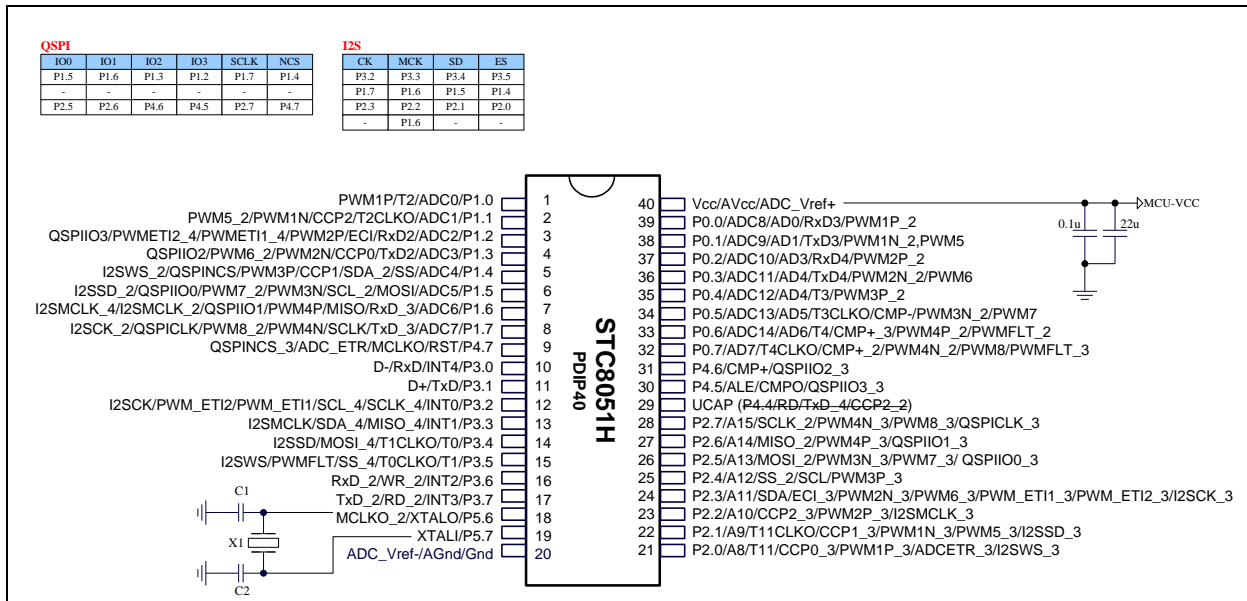 QSPI
IO0 IO1 IO2 IO3 SCLK NCS
P1.5 P1.6 P1.3 P1.2 P1.7 P1.4
- - - - - -
P2.5 P2.6 P4.6 P4.5 P2.7 P4.7
I2S
CK MCK SD ES
P3.2 P3.3 P3.4 P3.5
P1.7 P1.6 P1.5 P1.4
P2.3 P2.2 P2.1 P2.0
- P1.6 - -
PWM1P/T2/ADC0/P1.0 1
PWM5_2/PWM1N/CCP2/T2CLKO/ADC1/P1.1 2
QSPIIO3/PWMETI2_4/PWMETI1_4/PWM2P/ECI/RxD2/ADC2/P1.2 3
QSPIIO2/PWM6_2/PWM2N/CCP0/TxD2/ADC3/P1.3 4
I2SWS_2/QSPINCS/PWM3P/CCP1/SDA_2/SS/ADC4/P1.4 5
I2SSD_2/QSPIIO0/PWM7_2/PWM3N/SCL_2/MOSI/ADC5/P1.5 6
I2SMCLK_4/I2SMCLK_2/QSPIIO1/PWM4P/MISO/RxD_3/ADC6/P1.6 7
I2SCK_2/QSPICLK/PWM8_2/PWM4N/SCLK/TxD_3/ADC7/P1.7 8
QSPINCS_3/ADC_ETR/MCLKO/RST/P4.7 9
D-/RxD/INT4/P3.0 10
D+/TxD/P3.1 11
I2SCK/PWM_ETI2/PWM_ETI1/SCL_4/SCLK_4/INT0/P3.2 12
I2SMCLK/SDA_4/MISO_4/INT1/P3.3 13
I2SSD/MOSI_4/T1CLKO/T0/P3.4 14
I2SWS/PWMFLT/SS_4/T0CLKO/T1/P3.5 15
RxD_2/WR_2/INT2/P3.6 16
TxD_2/RD_2/INT3/P3.7 17
MCLKO_2/XTALO/P5.6 18
XTALI/P5.7 19
ADC_Vref-/AGnd/Gnd 20
C1
X1
C2
STC8051H
PDIP40
40 Vcc/AVcc/ADC_Vref+
39 P0.0/ADC8/AD0/RxD3/PWM1P_2
38 P0.1/ADC9/AD1/TxD3/PWM1N_2,PWM5
37 P0.2/ADC10/AD3/RxD4/PWM2P_2
36 P0.3/ADC11/AD4/TxD4/PWM2N_2/PWM6
35 P0.4/ADC12/AD4/T3/PWM3P_2
34 P0.5/ADC13/AD5/T3CLKO/CMP-/PWM3N_2/PWM7
33 P0.6/ADC14/AD6/T4/CMP+_3/PWM4P_2/PWMFLT_2
32 P0.7/AD7/T4CLKO/CMP+_2/PWM4N_2/PWM8/PWMFLT_3
31 P4.6/CMP+/QSPIIO2_3
30 P4.5/ALE/CMPO/QSPIIO3_3
29 UCAP (P4.4/RD/TxD_4/CCP2_2)
28 P2.7/A15/SCLK_2/PWM4N_3/PWM8_3/QSPICLK_3
27 P2.6/A14/MISO_2/PWM4P_3/QSPIIO1_3
26 P2.5/A13/MOSI_2/PWM3N_3/PWM7_3/ QSPIIO0_3
25 P2.4/A12/SS_2/SCL/PWM3P_3
24 P2.3/A11/SDA/ECI_3/PWM2N_3/PWM6_3/PWM_ETI1_3/PWM_ETI2_3/I2SCK_3
23 P2.2/A10/CCP2_3/PWM2P_3/I2SMCLK_3
22 P2.1/A9/T11CLKO/CCP1_3/PWM1N_3/PWM5_3/I2SSD_3
21 P2.0/A8/T11/CCP0_3/PWM1P_3/ADCETR_3/I2SWS_3
MCU-VCC
0.1u 22u